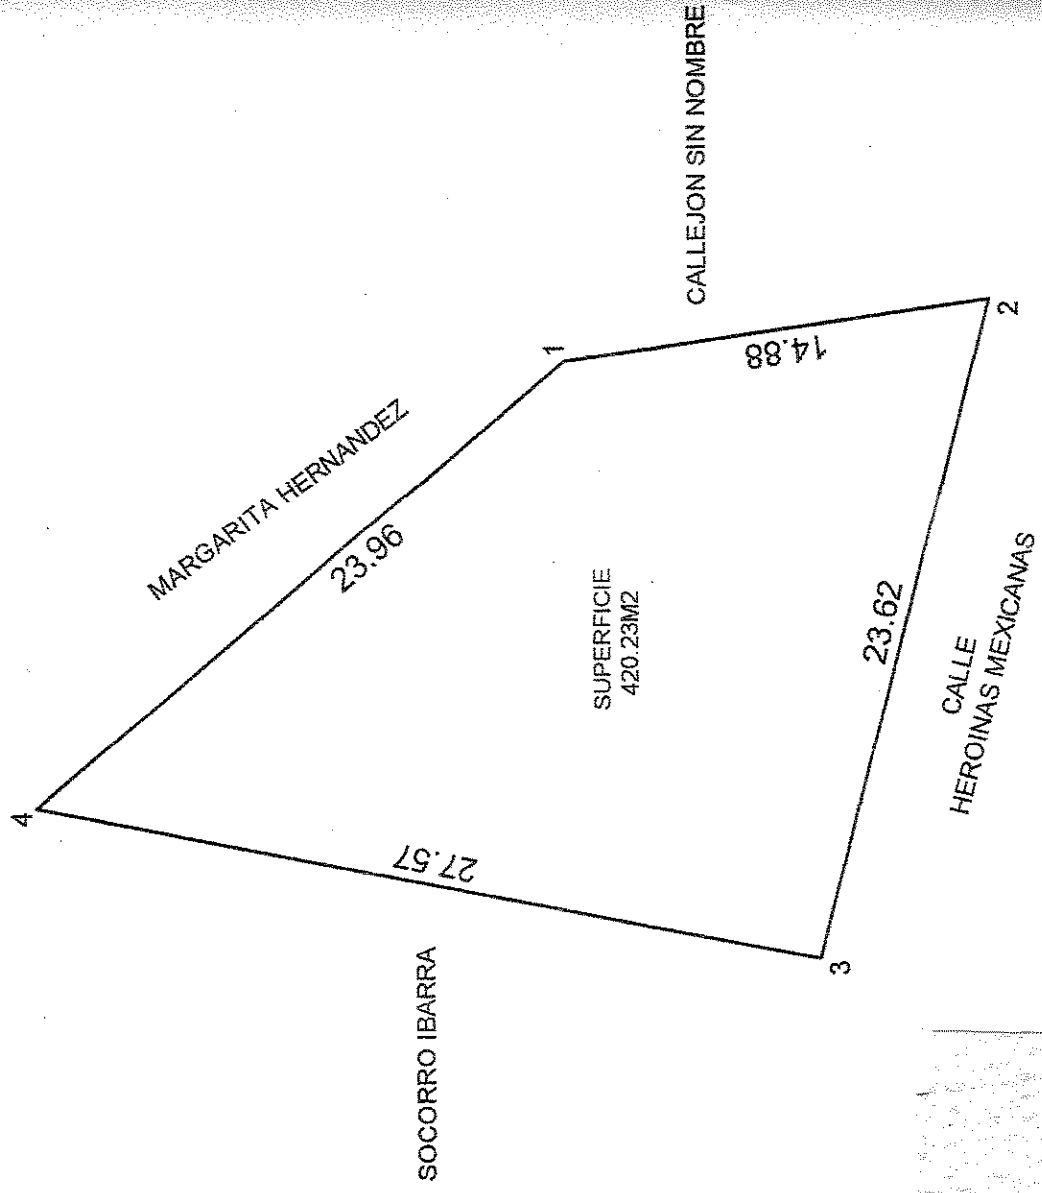 4
MARGARITA HERNANDEZ
23.96
1
CALLEJON SIN NOMBRE
14.88
2
SOCORRO IBARRA
27.57
SUPERFICIE
420.23M2
23.62
3
CALLE
HEROINAS MEXICANAS